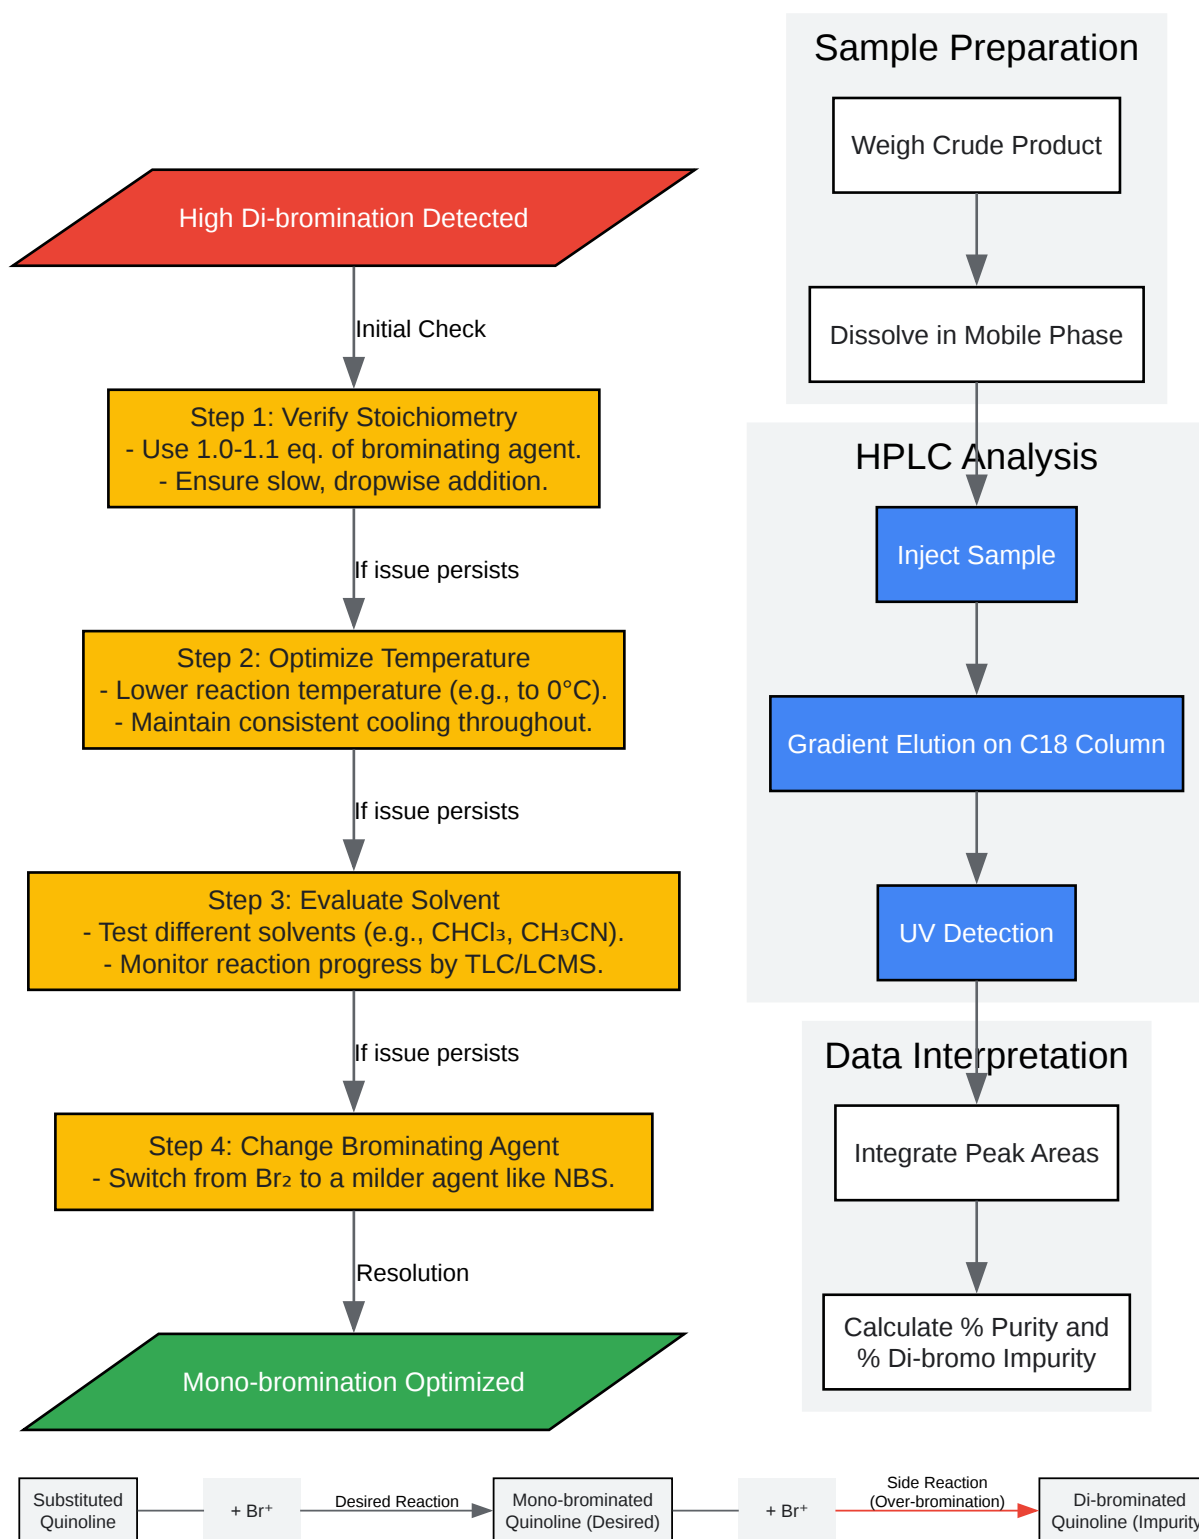 High Di-bromination Detected
Initial Check
Step 1: Verify Stoichiometry
- Use 1.0-1.1 eq. of brominating agent.
- Ensure slow, dropwise addition.
If issue persists
Step 2: Optimize Temperature
- Lower reaction temperature (e.g., to 0°C).
- Maintain consistent cooling throughout.
If issue persists
Step 3: Evaluate Solvent
- Test different solvents (e.g., CHCl₃, CH₃CN).
- Monitor reaction progress by TLC/LCMS.
If issue persists
Step 4: Change Brominating Agent
- Switch from Br₂ to a milder agent like NBS.
Resolution
Mono-bromination Optimized
Sample Preparation
Weigh Crude Product
Dissolve in Mobile Phase
HPLC Analysis
Inject Sample
Gradient Elution on C18 Column
UV Detection
Data Interpretation
Integrate Peak Areas
Calculate % Purity and
% Di-bromo Impurity
Substituted
Quinoline
+ Br⁺
Desired Reaction
Mono-brominated
Quinoline (Desired)
+ Br⁺
Side Reaction
(Over-bromination)
Di-brominated
Quinoline (Impurity